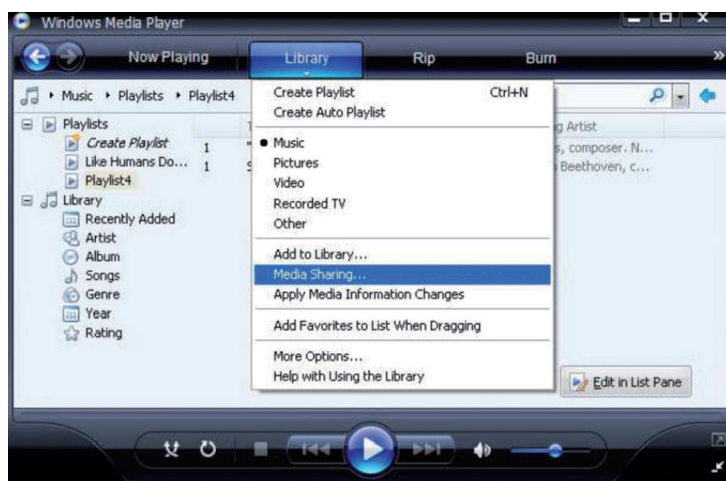 Windows Media Player
Now Playing Library Rip Burn »
Music Playlists Playlist4
Playlists
Create Playlist
Like Humans Do...
Playlist4
Library
Recently Added
Artist
Album
Songs
Genre
Year
Rating
1
1
Create Playlist Ctrl+N
Create Auto Playlist
Music
Pictures
Video
Recorded TV
Other
Add to Library...
Media Sharing...
Apply Media Information Changes
Add Favorites to List When Dragging
More Options...
Help with Using the Library
Artist
, composer. N...
Beethoven, c...
Edit in List Pane